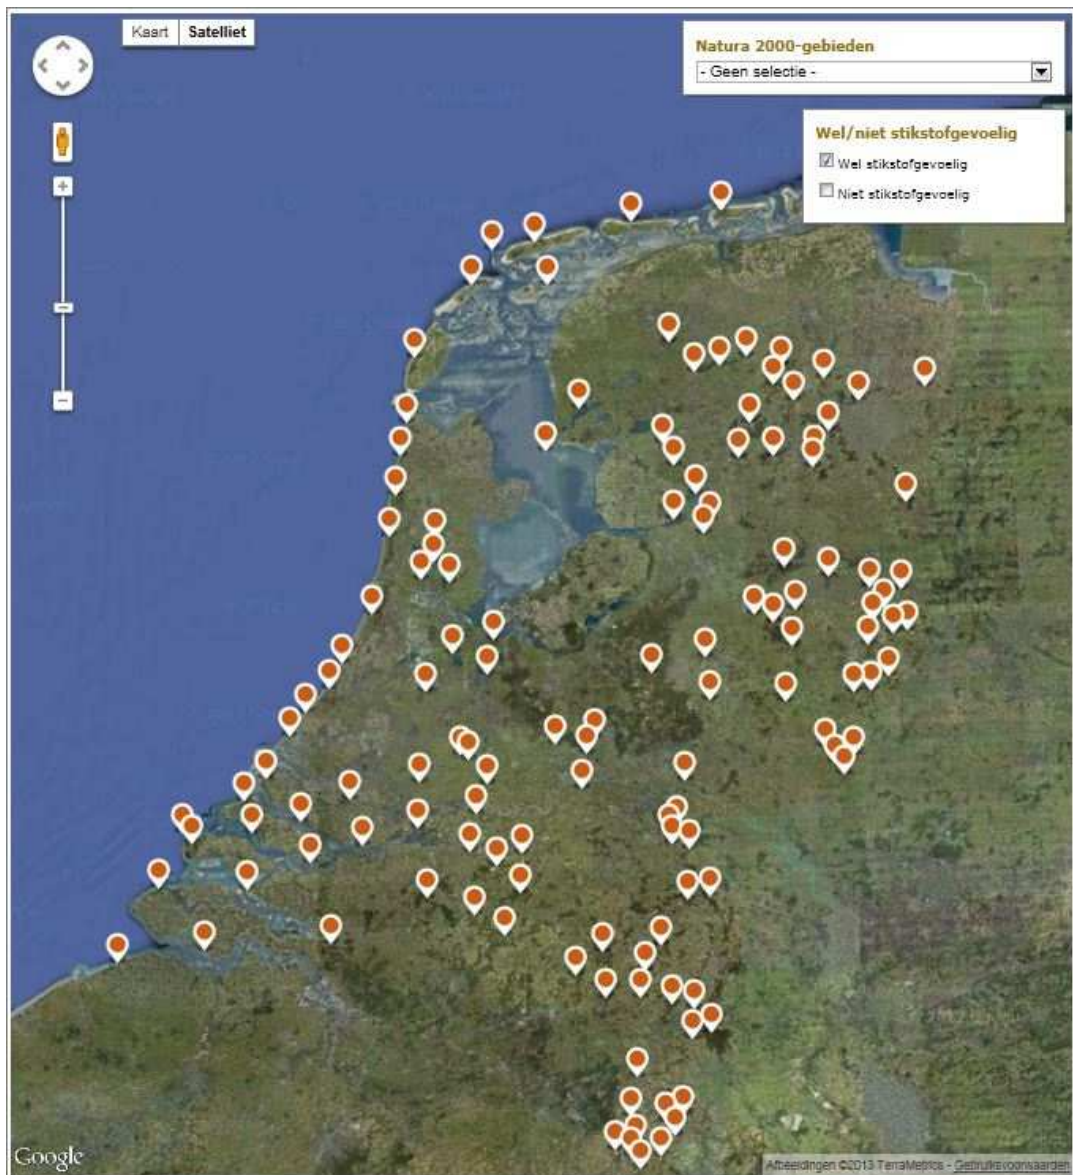 Kaart Satelliet
Natura 2000-gebieden
- Geen selectie -
Wel/niet stikstofgevoelig
Wel stikstofgevoelig
Niet stikstofgevoelig
Google
Afbeeldingen ©2013 TerraMetrics - Gebruiksvoorwaarden